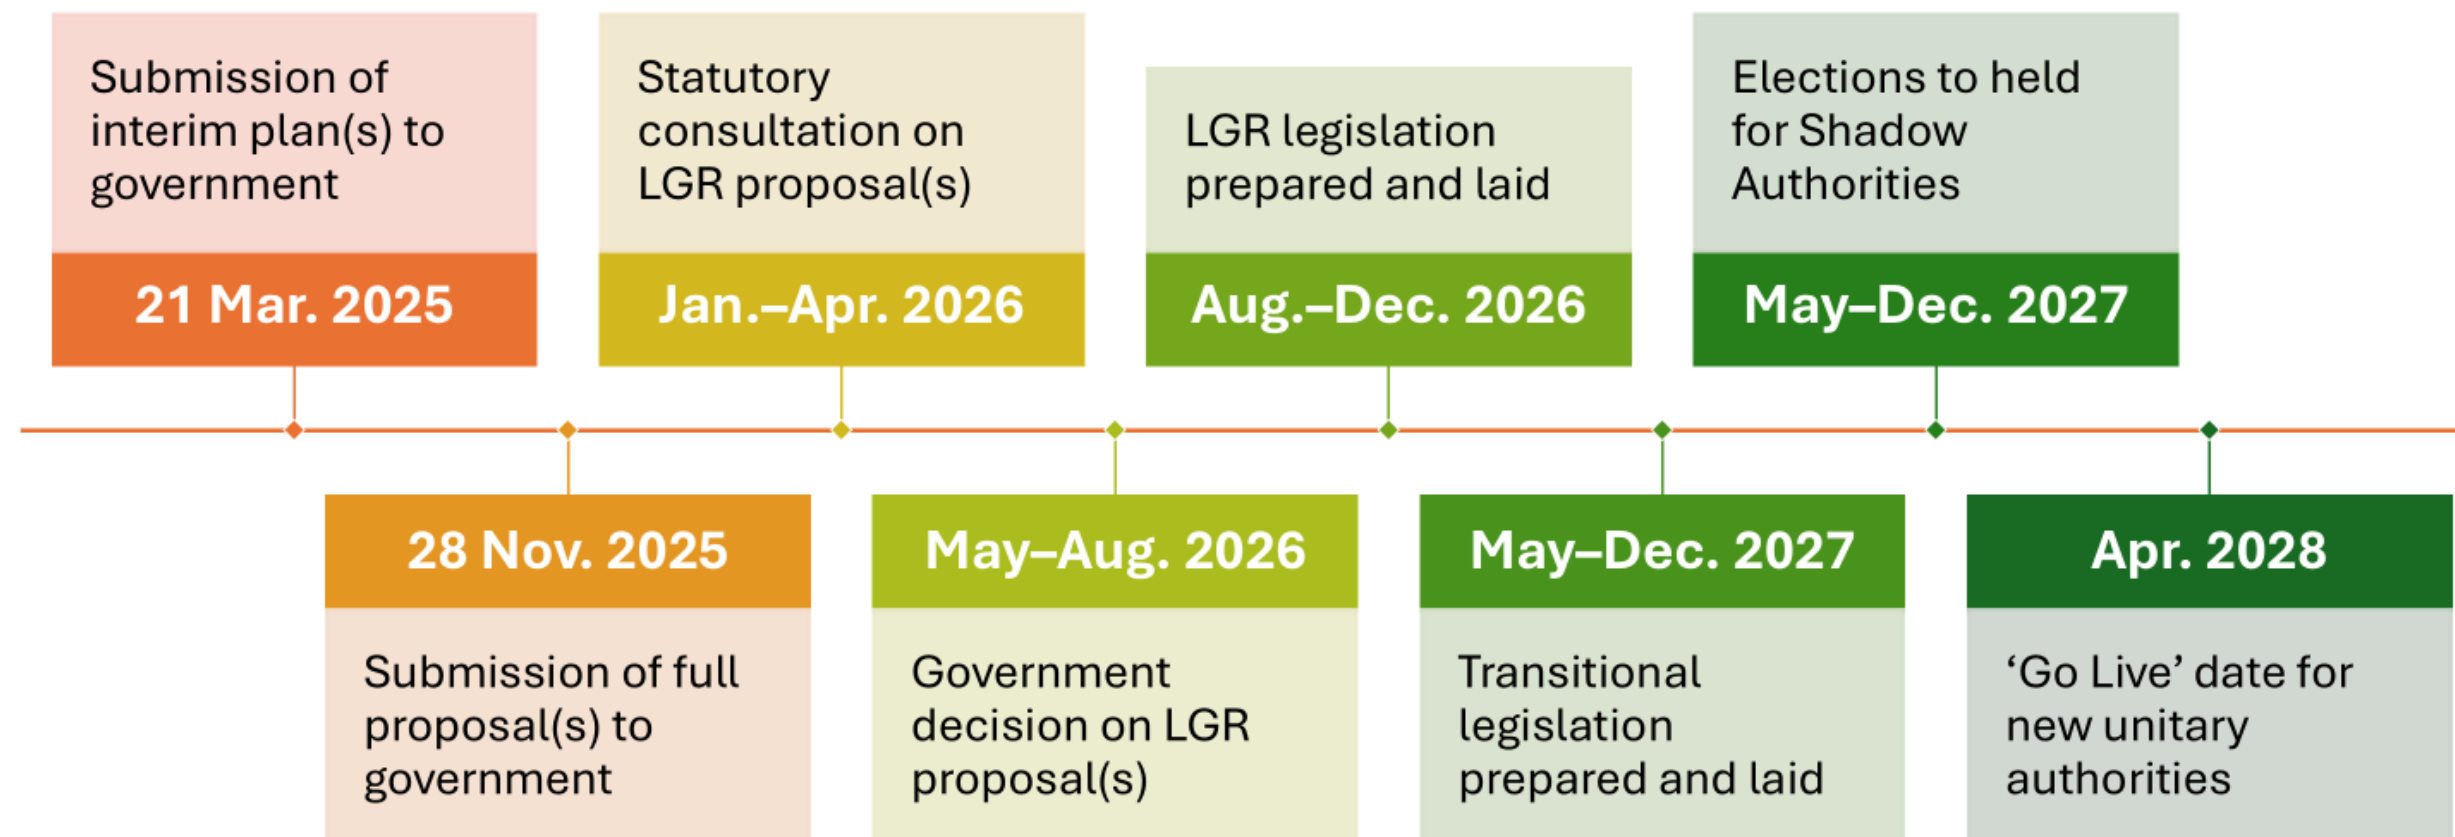 Submission of
interim plan(s) to
government
21 Mar. 2025
28 Nov. 2025
Submission of full
proposal(s) to
government
Statutory
consultation on
LGR proposal(s)
Jan.–Apr. 2026
May–Aug. 2026
Government
decision on LGR
proposal(s)
LGR legislation
prepared and laid
Aug.–Dec. 2026
May–Dec. 2027
Transitional
legislation
prepared and laid
Elections to held
for Shadow
Authorities
May–Dec. 2027
Apr. 2028
‘Go Live’ date for
new unitary
authorities